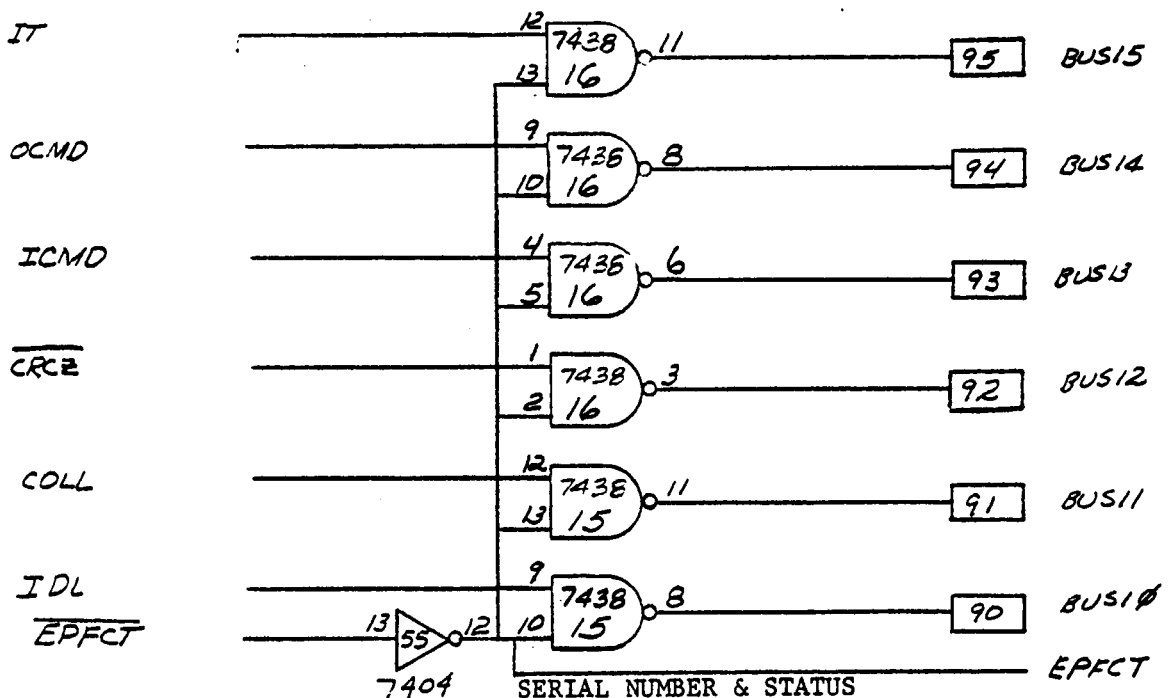 IT 12 7438 16 13 11 95 BUS15
OCMD 9 7438 16 10 8 94 BUS14
ICMD 4 7438 16 5 6 93 BUS13
CRCZ 1 7438 16 2 3 92 BUS12
COLL 12 7438 15 13 11 91 BUS11
IDL 9 7438 15 10 8 90 BUS1Ø
EPFCT 13 55 12 7404
EPFCT
SERIAL NUMBER & STATUS